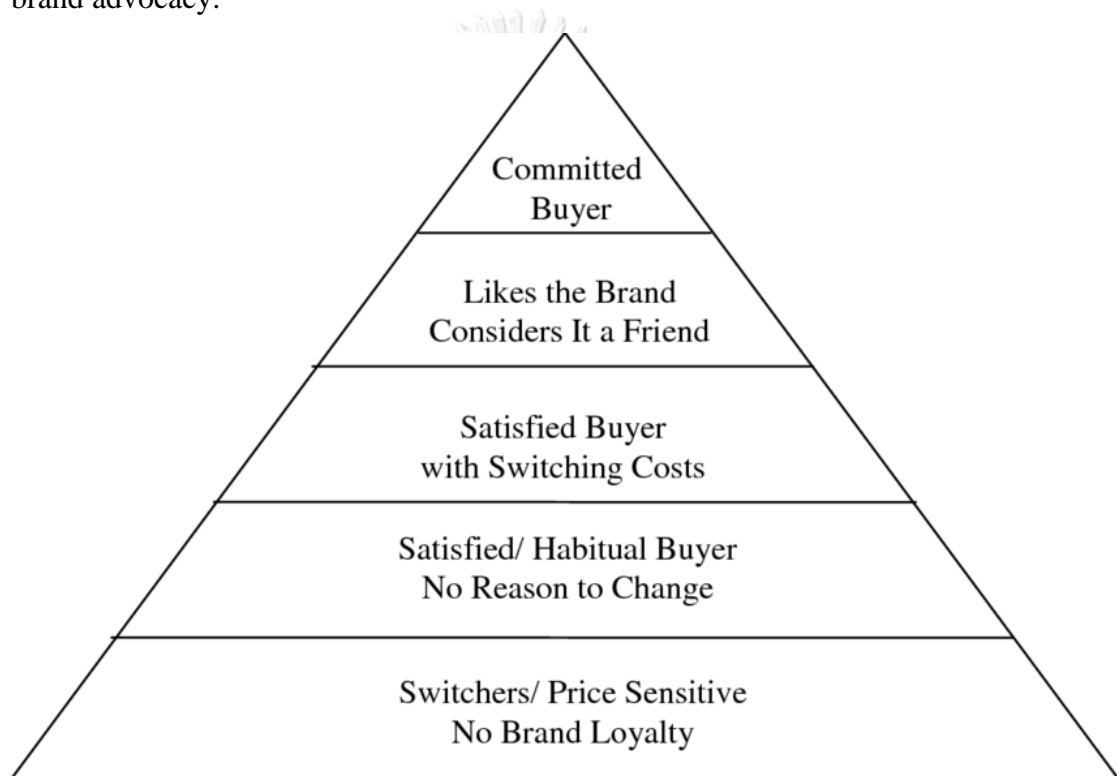 brand advocacy.
Committed
Buyer
Likes the Brand
Considers It a Friend
Satisfied Buyer
with Switching Costs
Satisfied/ Habitual Buyer
No Reason to Change
Switchers/ Price Sensitive
No Brand Loyalty